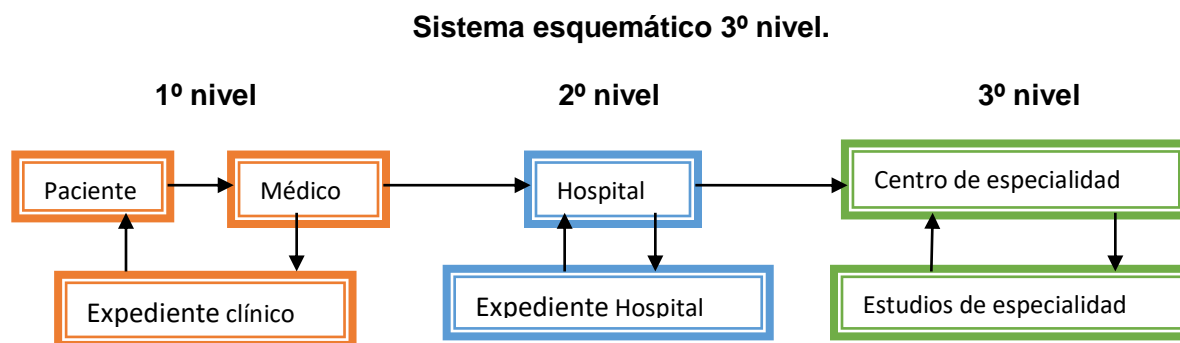 Sistema esquemático 3º nivel.
1º nivel
2º nivel
3º nivel
Paciente
Médico
Hospital
Centro de especialidad
Expediente clínico
Expediente Hospital
Estudios de especialidad